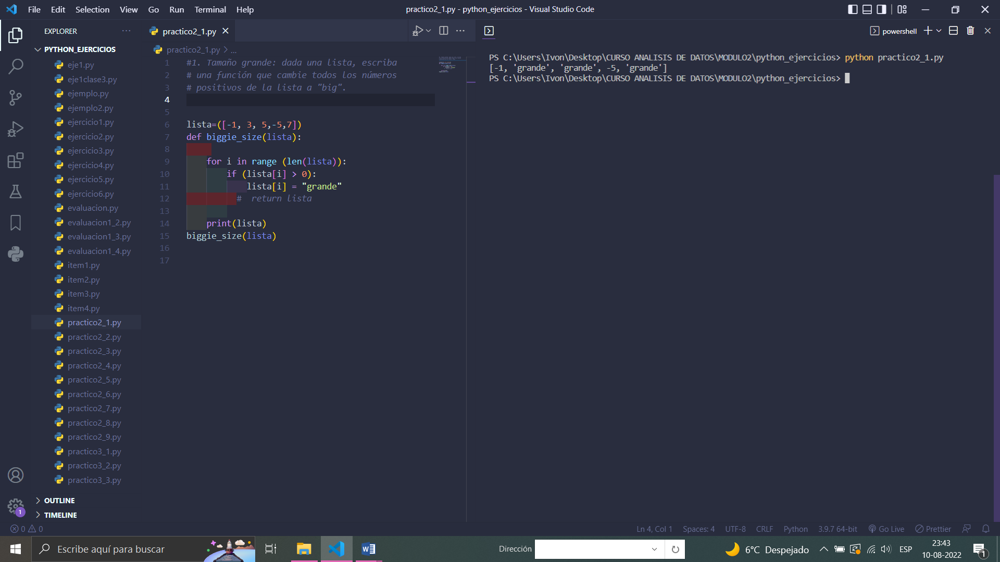 File Edit Selection View Go Run Terminal Help
practico2_1.py - python_ejercicios - Visual Studio Code
EXPLORER
PYTHON_EJERCICIOS
eje1.py
eje1clase3.py
ejemplo.py
ejemplo2.py
ejercicio1.py
ejercicio2.py
ejercicio3.py
ejercicio4.py
ejercicio5.py
ejercicio6.py
evaluacion.py
evaluacion1_2.py
evaluacion1_3.py
evaluacion1_4.py
item1.py
item2.py
item3.py
item4.py
practico2_1.py
practico2_2.py
practico2_3.py
practico2_4.py
practico2_5.py
practico2_6.py
practico2_7.py
practico2_8.py
practico2_9.py
practico3_1.py
practico3_2.py
practico3_3.py
OUTLINE
TIMELINE
practico2_1.py
practico2_1.py > ...
1 #1. Tamaño grande: dada una lista, escriba
2 # una función que cambie todos los números
3 # positivos de la lista a "big".
4
5
6 lista=([-1, 3, 5,-5,7])
7 def biggie_size(lista):
8
9 for i in range (len(lista)):
10 if (lista[i] > 0):
11 lista[i] = "grande"
12 # return lista
13
14 print(lista)
15 biggie_size(lista)
16
17
powershell
PS C:\Users\Ivon\Desktop\CURSO ANALISIS DE DATOS\MODULO2\python_ejercicios> python practico2_1.py
[-1, 'grande', 'grande', -5, 'grande']
PS C:\Users\Ivon\Desktop\CURSO ANALISIS DE DATOS\MODULO2\python_ejercicios>
1
0 0
Ln 4, Col 1 Spaces: 4 UTF-8 CRLF Python 3.9.7 64-bit Go Live Prettier
Escribe aquí para buscar
Dirección
6°C Despejado
ESP
23:43
10-08-2022
1